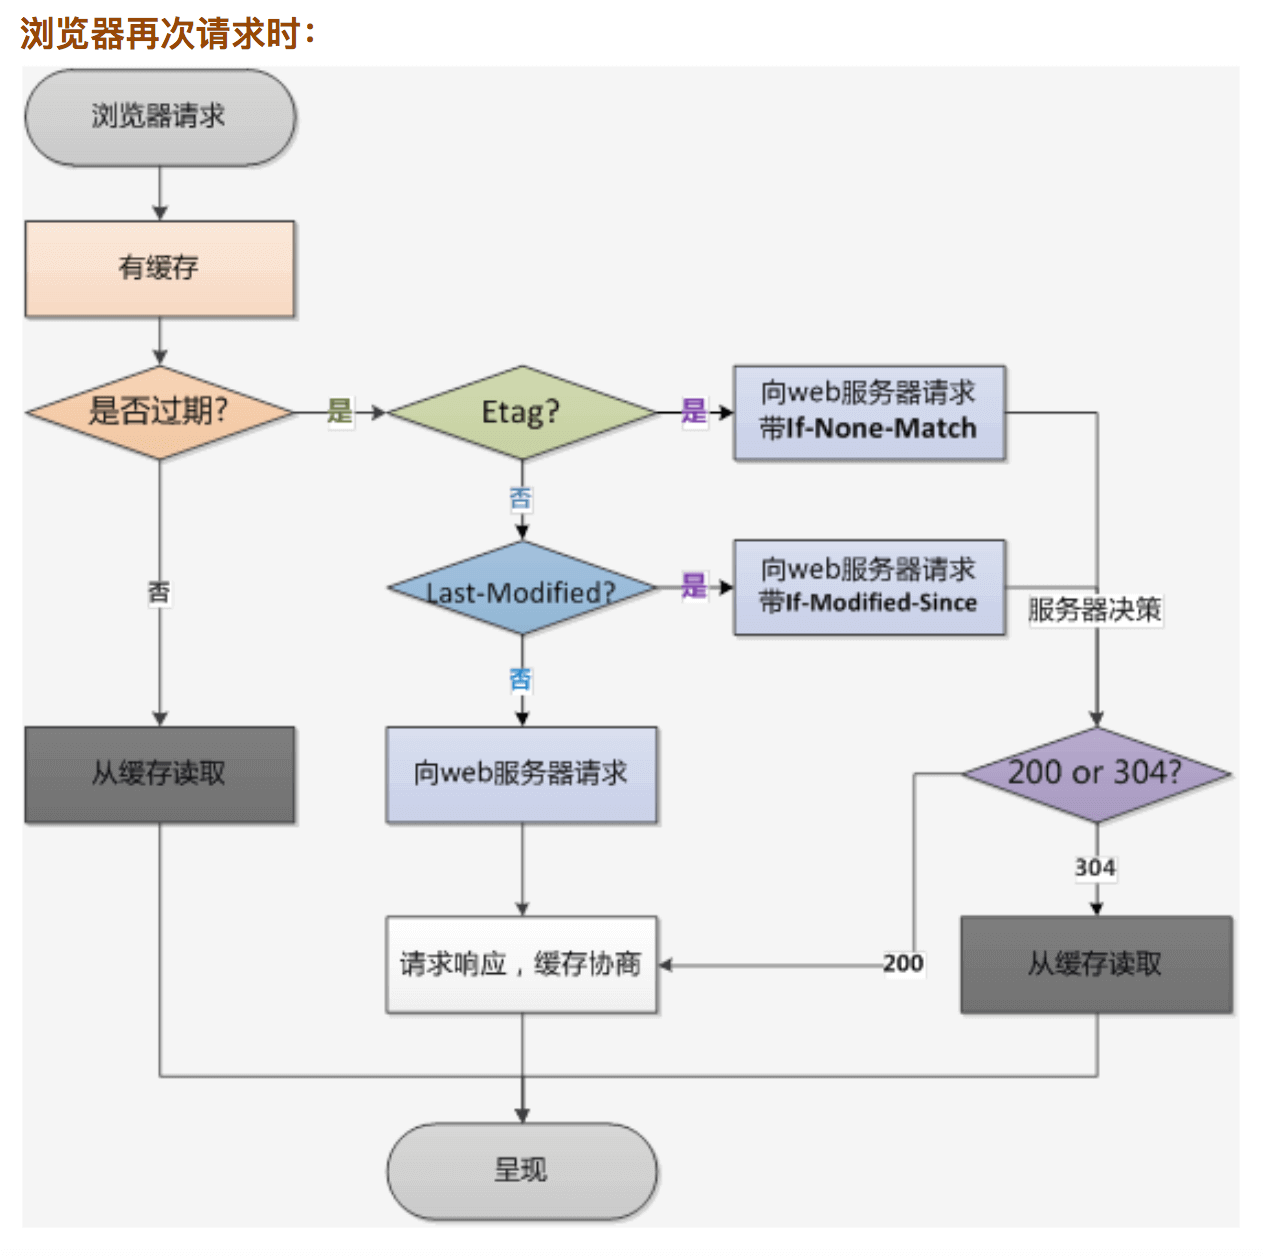 浏览器再次请求时：
浏览器请求
有缓存
是否过期?
是
Etag?
是
向web服务器请求
带If-None-Match
否
否
Last-Modified?
是
向web服务器请求
带If-Modified-Since
服务器决策
否
从缓存读取
向web服务器请求
200 or 304?
304
200
请求响应，缓存协商
从缓存读取
呈现